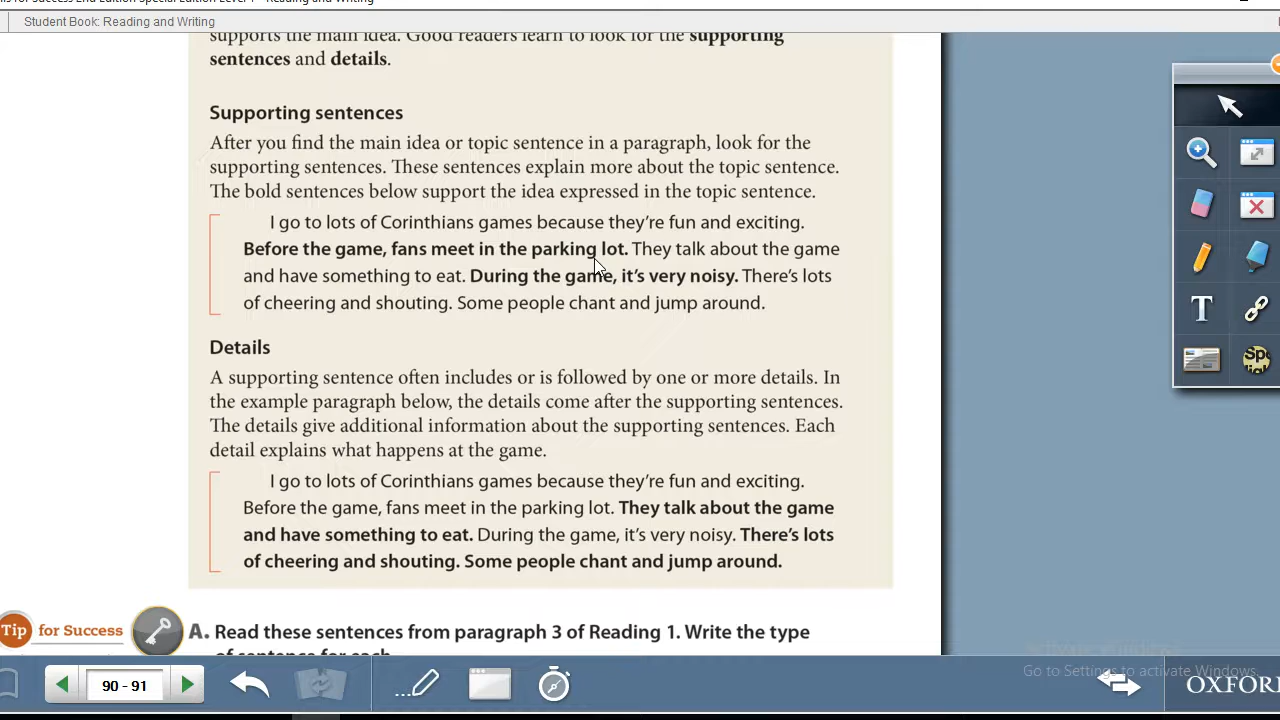 Student Book: Reading and Writing
supports the main idea. Good readers learn to look for the supporting
sentences and details.
Supporting sentences
After you find the main idea or topic sentence in a paragraph, look for the
supporting sentences. These sentences explain more about the topic sentence.
The bold sentences below support the idea expressed in the topic sentence.
I go to lots of Corinthians games because they're fun and exciting.
Before the game, fans meet in the parking lot. They talk about the game
and have something to eat. During the game, it's very noisy. There's lots
of cheering and shouting. Some people chant and jump around.
Details
A supporting sentence often includes or is followed by one or more details. In
the example paragraph below, the details come after the supporting sentences.
The details give additional information about the supporting sentences. Each
detail explains what happens at the game.
I go to lots of Corinthians games because they're fun and exciting.
Before the game, fans meet in the parking lot. They talk about the game
and have something to eat. During the game, it's very noisy. There's lots
of cheering and shouting. Some people chant and jump around.
Tip for Success
A. Read these sentences from paragraph 3 of Reading 1. Write the type
of sentence for each.
T
Go to Settings to activate Windows.
90 - 91
OXFOR